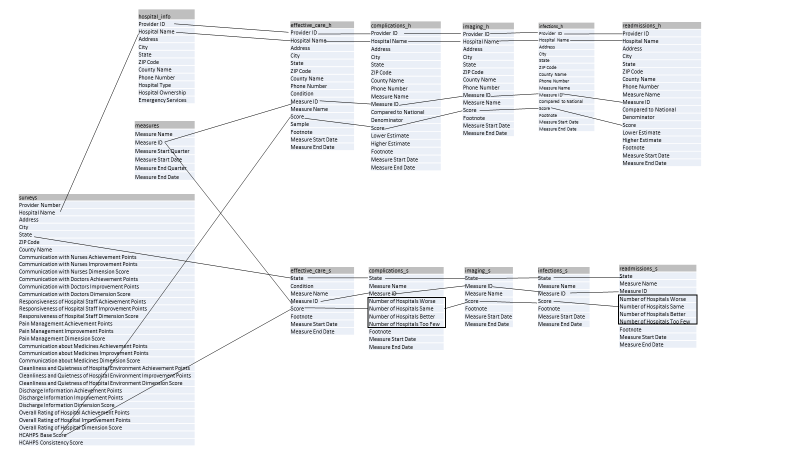 hospital_info
Provider ID
Hospital Name
Address
City
State
ZIP Code
County Name
Phone Number
Hospital Type
Hospital Ownership
Emergency Services
measures
Measure Name
Measure ID
Measure Start Quarter
Measure Start Date
Measure End Quarter
Measure End Date
surveys
Provider Number
Hospital Name
Address
City
State
ZIP Code
County Name
Communication with Nurses Achievement Points
Communication with Nurses Improvement Points
Communication with Nurses Dimension Score
Communication with Doctors Achievement Points
Communication with Doctors Improvement Points
Communication with Doctors Dimension Score
Responsiveness of Hospital Staff Achievement Points
Responsiveness of Hospital Staff Improvement Points
Responsiveness of Hospital Staff Dimension Score
Pain Management Achievement Points
Pain Management Improvement Points
Pain Management Dimension Score
Communication about Medicines Achievement Points
Communication about Medicines Improvement Points
Communication about Medicines Dimension Score
Cleanliness and Quietness of Hospital Environment Achievement Points
Cleanliness and Quietness of Hospital Environment Improvement Points
Cleanliness and Quietness of Hospital Environment Dimension Score
Discharge Information Achievement Points
Discharge Information Improvement Points
Discharge Information Dimension Score
Overall Rating of Hospital Achievement Points
Overall Rating of Hospital Improvement Points
Overall Rating of Hospital Dimension Score
HCAHPS Base Score
HCAHPS Consistency Score
effective_care_h
Provider ID
Hospital Name
Address
City
State
ZIP Code
County Name
Phone Number
Condition
Measure ID
Measure Name
Score
Sample
Footnote
Measure Start Date
Measure End Date
complications_h
Provider ID
Hospital Name
Address
City
State
ZIP Code
County Name
Phone Number
Measure Name
Measure ID
Compared to National
Denominator
Score
Lower Estimate
Higher Estimate
Footnote
Measure Start Date
Measure End Date
imaging_h
Provider ID
Hospital Name
Address
City
State
ZIP Code
County Name
Phone Number
Measure ID
Measure Name
Score
Footnote
Measure Start Date
Measure End Date
infections_h
Provider ID
Hospital Name
Address
City
State
ZIP Code
County Name
Phone Number
Measure Name
Measure ID
Compared to National
Score
Footnote
Measure Start Date
Measure End Date
readmissions_h
Provider ID
Hospital Name
Address
City
State
ZIP Code
County Name
Phone Number
Measure Name
Measure ID
Compared to National
Denominator
Score
Lower Estimate
Higher Estimate
Footnote
Measure Start Date
Measure End Date
effective_care_s
State
Condition
Measure Name
Measure ID
Score
Footnote
Measure Start Date
Measure End Date
complications_s
State
Measure Name
Measure ID
Number of Hospitals Worse
Number of Hospitals Same
Number of Hospitals Better
Number of Hospitals Too Few
Footnote
Measure Start Date
Measure End Date
imaging_s
State
Measure ID
Measure Name
Score
Footnote
Measure Start Date
Measure End Date
infections_s
State
Measure Name
Measure ID
Score
Footnote
Measure Start Date
Measure End Date
readmissions_s
State
Measure Name
Measure ID
Number of Hospitals Worse
Number of Hospitals Same
Number of Hospitals Better
Number of Hospitals Too Few
Footnote
Measure Start Date
Measure End Date